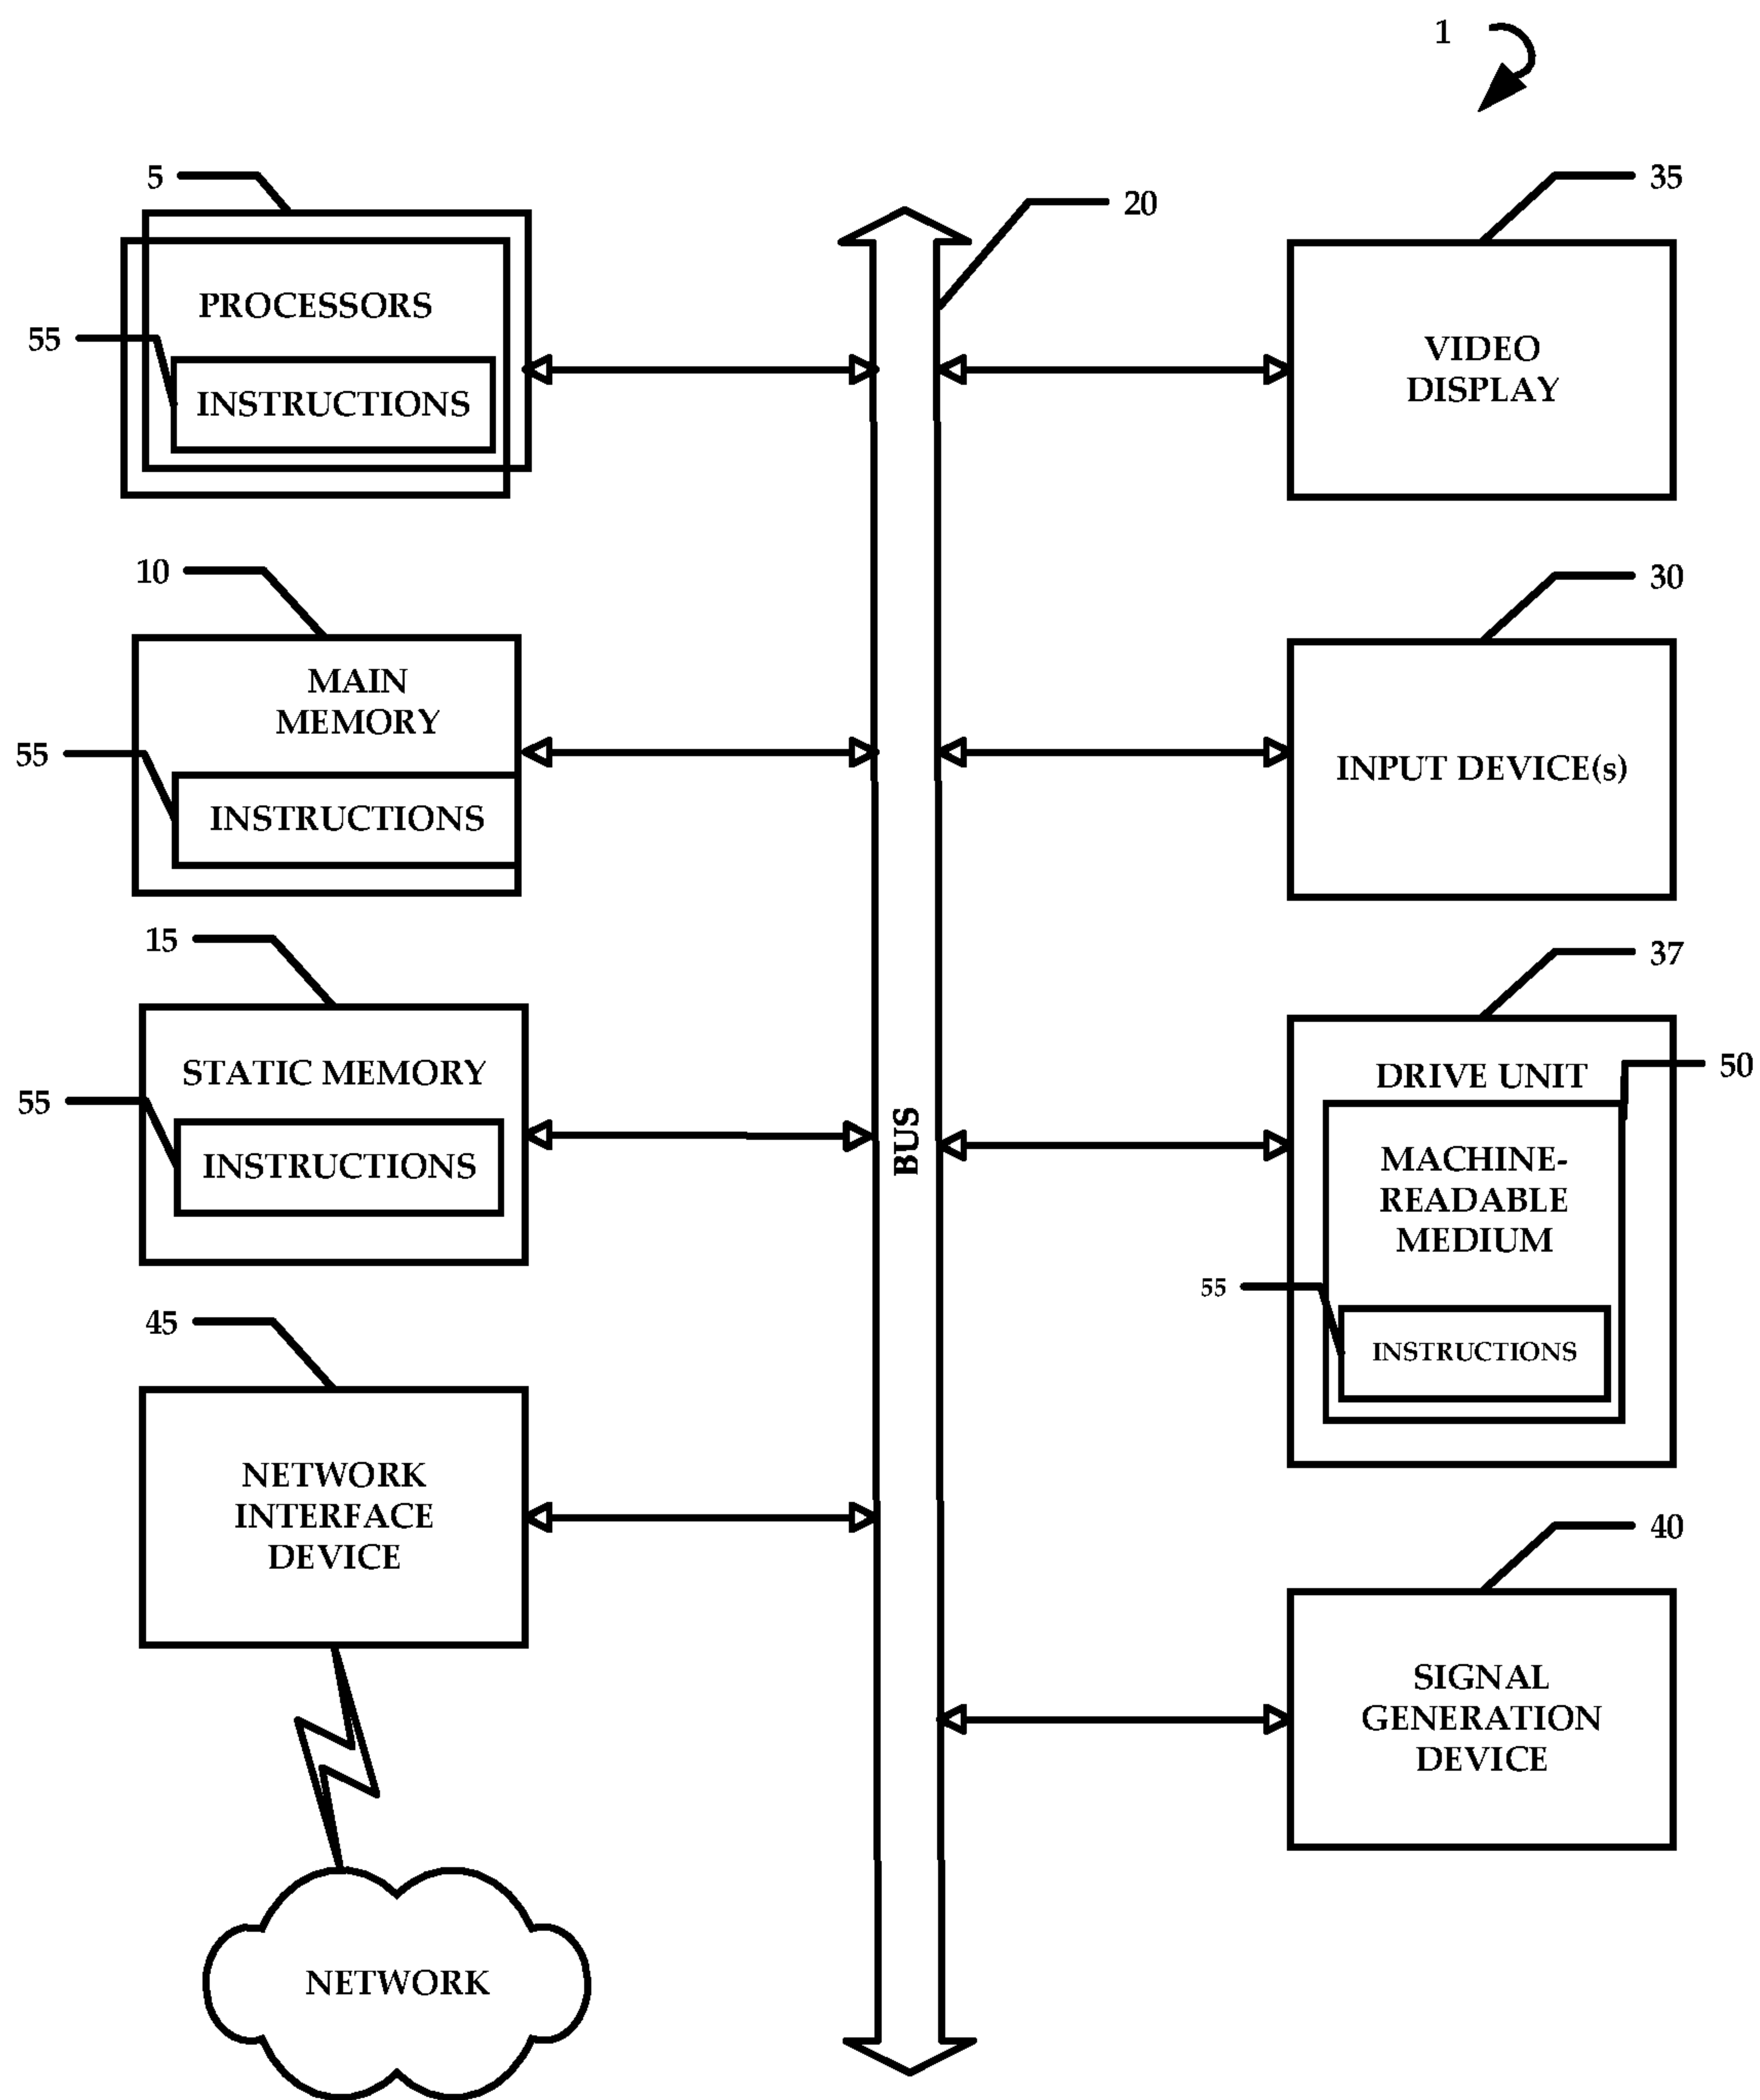 1
5
35
20
PROCESSORS
55
INSTRUCTIONS
VIDEO
DISPLAY
10
30
MAIN
MEMORY
55
INSTRUCTIONS
INPUT DEVICE(s)
15
37
STATIC MEMORY
55
INSTRUCTIONS
BUS
DRIVE UNIT
50
MACHINE-
READABLE
MEDIUM
55
INSTRUCTIONS
45
NETWORK
INTERFACE
DEVICE
40
SIGNAL
GENERATION
DEVICE
NETWORK